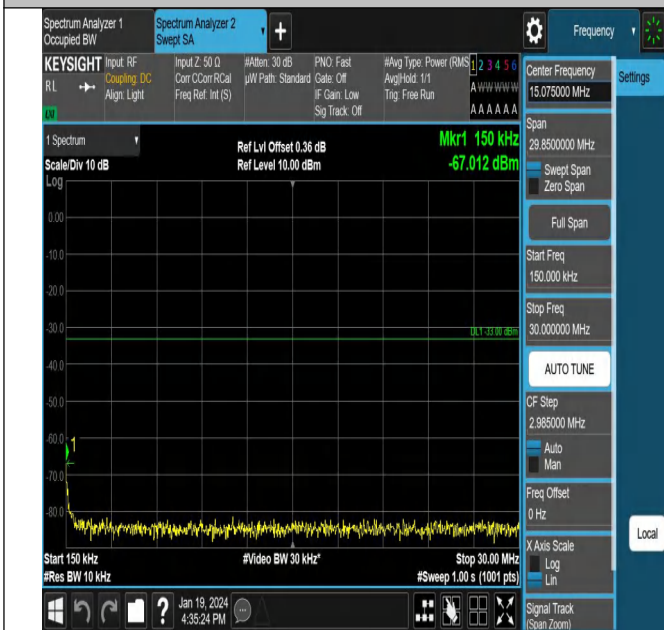 Spectrum Analyzer 1
Occupied BW
Spectrum Analyzer 2
Swept SA
+
Frequency
KEYSIGHT
RL
Input: RF
Coupling: DC
Align: Light
Input Z: 50 Ω
Corr CCorr RCal
Freq Ref: Int (S)
#Atten: 30 dB
µW Path: Standard
PNO: Fast
Gate: Off
IF Gain: Low
Sig Track: Off
#Avg Type: Power (RMS
Avg|Hold: 1/1
Trig: Free Run
1 2 3 4 5 6
A W W W W W
A A A A A A
1 Spectrum
Scale/Div 10 dB
Ref Lvl Offset 0.36 dB
Ref Level 10.00 dBm
Mkr1 150 kHz
-67.012 dBm
Log
0.00
-10.0
-20.0
-30.0
-40.0
-50.0
-60.0
-70.0
-80.0
DL1 -33.00 dBm
1
Start 150 kHz
#Res BW 10 kHz
#Video BW 30 kHz*
Stop 30.00 MHz
#Sweep 1.00 s (1001 pts)
?
Jan 19, 2024
4:35:24 PM
Center Frequency
15.075000 MHz
Settings
Span
29.8500000 MHz
Swept Span
Zero Span
Full Span
Start Freq
150.000 kHz
Stop Freq
30.000000 MHz
AUTO TUNE
CF Step
2.985000 MHz
Auto
Man
Freq Offset
0 Hz
X Axis Scale
Log
Lin
Local
Signal Track
(Span Zoom)